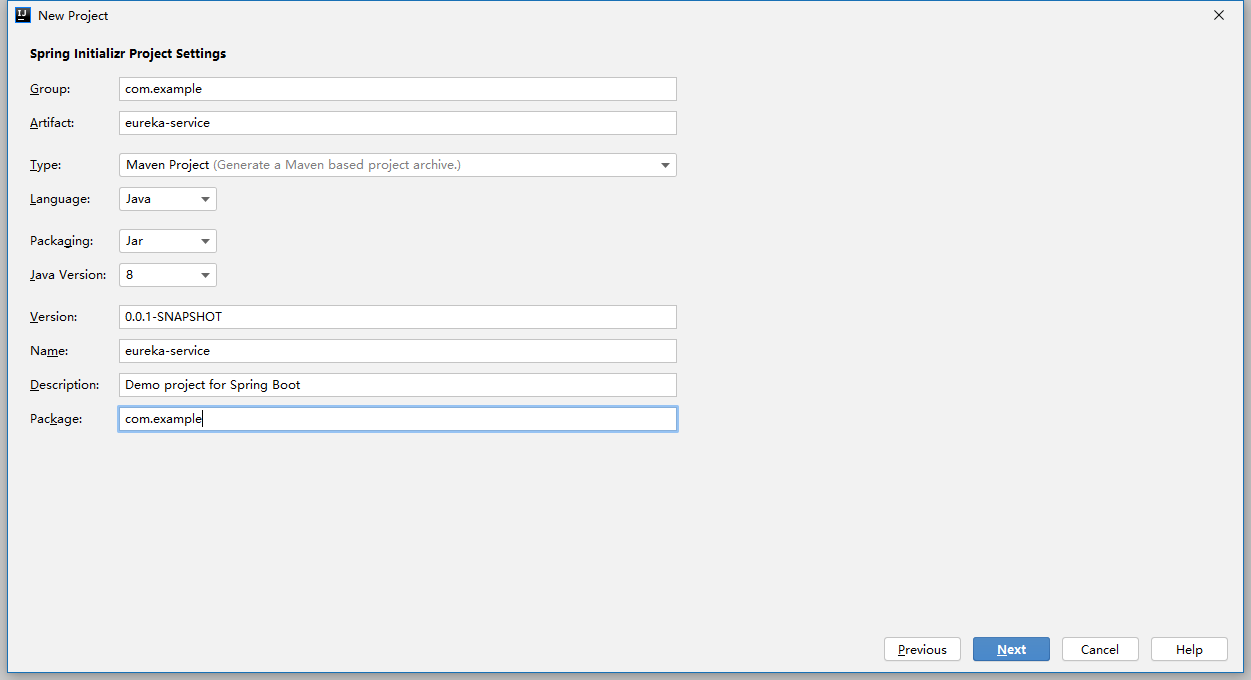 New Project
Spring Initializr Project Settings
Group: com.example
Artifact: eureka-service
Type: Maven Project (Generate a Maven based project archive.)
Language: Java
Packaging: Jar
Java Version: 8
Version: 0.0.1-SNAPSHOT
Name: eureka-service
Description: Demo project for Spring Boot
Package: com.example
Previous Next Cancel Help